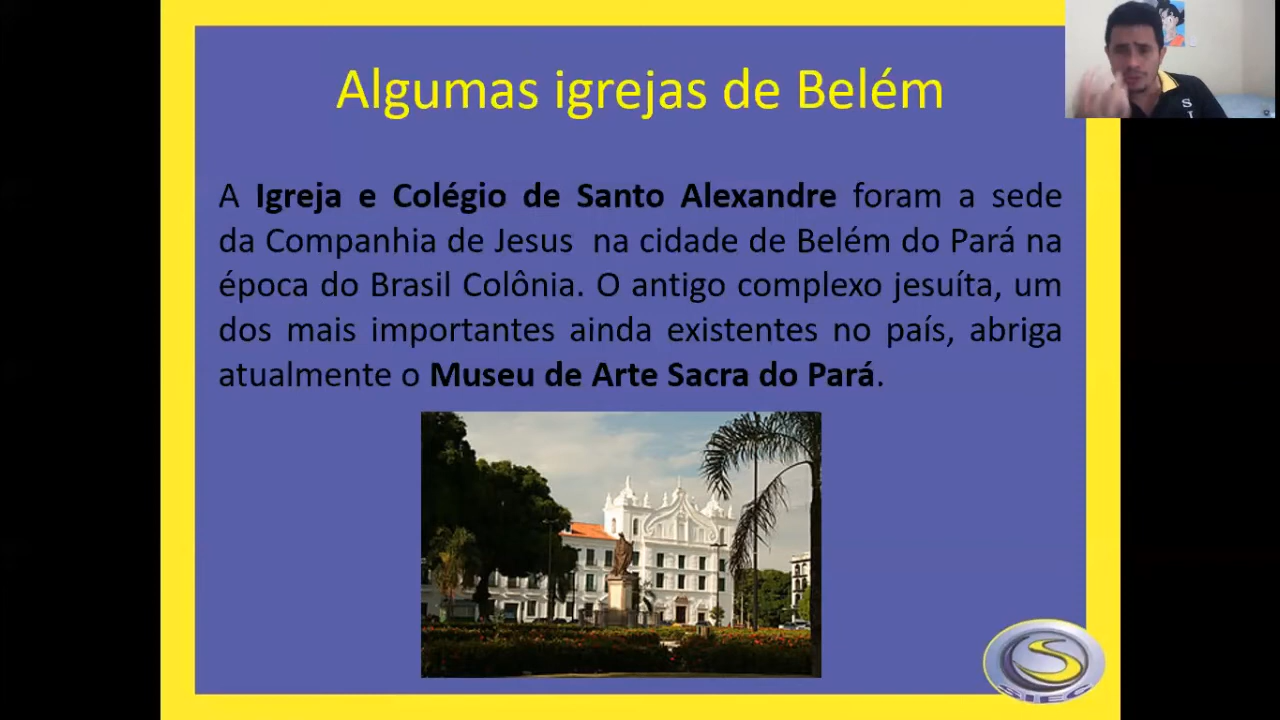 Algumas igrejas de Belém
A Igreja e Colégio de Santo Alexandre foram a sede
da Companhia de Jesus na cidade de Belém do Pará na
época do Brasil Colônia. O antigo complexo jesuíta, um
dos mais importantes ainda existentes no país, abriga
atualmente o Museu de Arte Sacra do Pará.